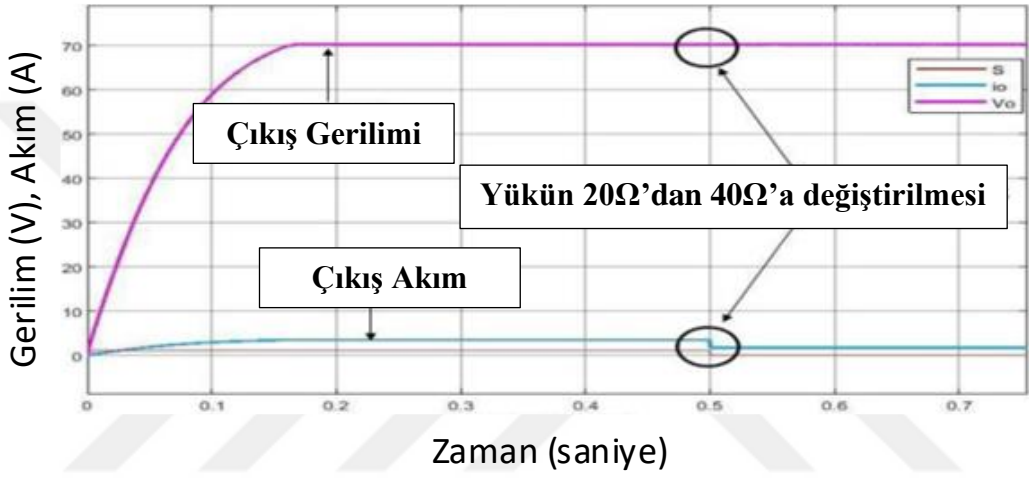 Gerilim (V), Akım (A)
70
60
50
40
30
20
10
0
S
io
Vo
Çıkış Gerilimi
Yükün 20Ω’dan 40Ω’a değiştirilmesi
Çıkış Akım
0 0.1 0.2 0.3 0.4 0.5 0.6 0.7
Zaman (saniye)